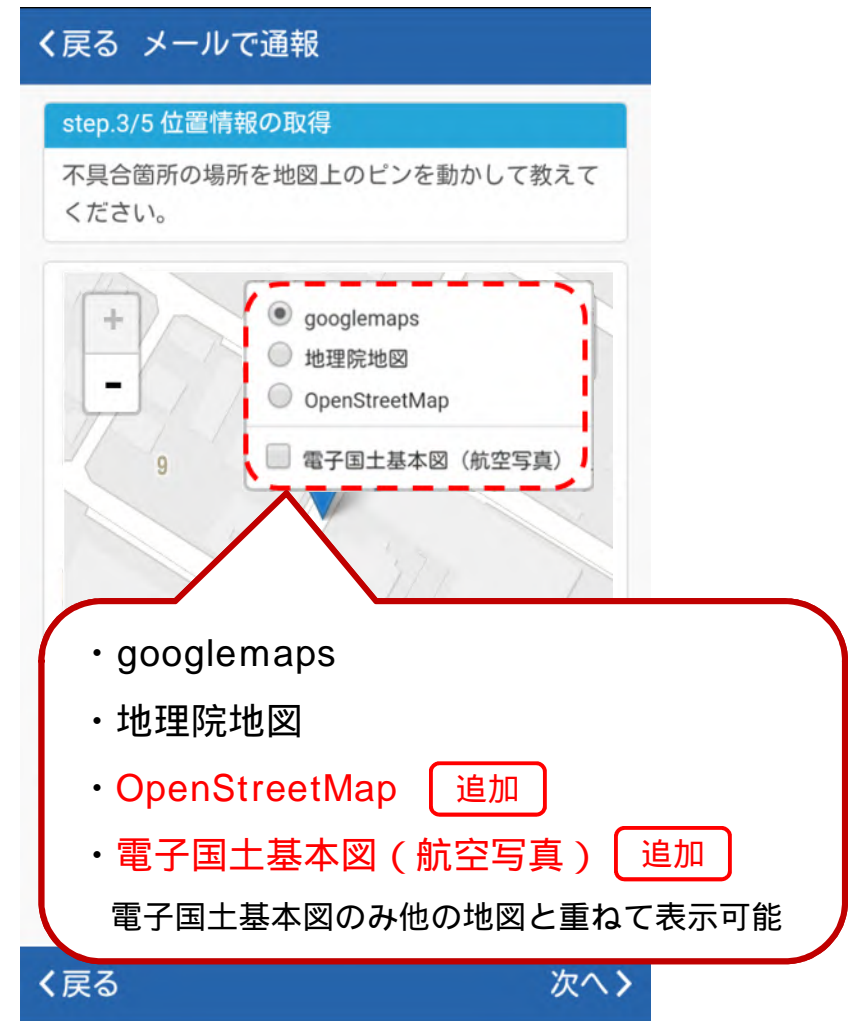 戻る メールで通報
step.3/5 位置情報の取得
不具合箇所の場所を地図上のピンを動かして教えて
ください。
+
-
googlemaps
地理院地図
OpenStreetMap
電子国土基本図（航空写真）
9
・googlemaps
・地理院地図
・OpenStreetMap 追加
・電子国土基本図（航空写真） 追加
電子国土基本図のみ他の地図と重ねて表示可能
戻る 次へ